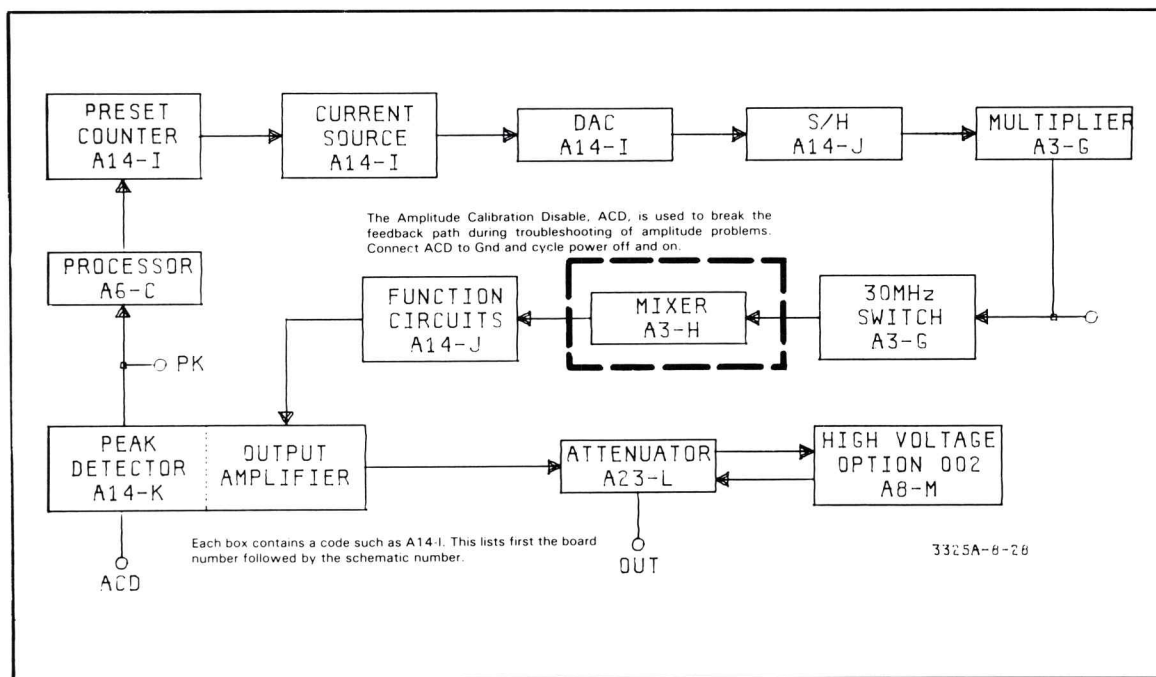 PRESET
COUNTER
A14-I
CURRENT
SOURCE
A14-I
DAC
A14-I
S/H
A14-J
MULTIPLIER
A3-G
The Amplitude Calibration Disable, ACD, is used to break the
feedback path during troubleshooting of amplitude problems.
Connect ACD to Gnd and cycle power off and on.
PROCESSOR
A6-C
FUNCTION
CIRCUITS
A14-J
MIXER
A3-H
30MHz
SWITCH
A3-G
PK
PEAK
DETECTOR
A14-K
OUTPUT
AMPLIFIER
ATTENUATOR
A23-L
HIGH VOLTAGE
OPTION 002
A8-M
Each box contains a code such as A14-I. This lists first the board
number followed by the schematic number.
ACD
OUT
3325A-8-28